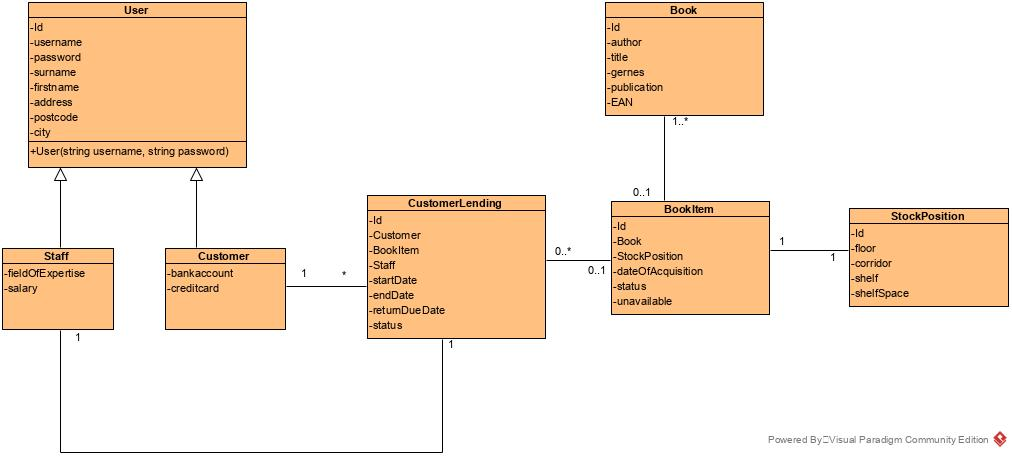 User
-Id
-username
-password
-surname
-firstname
-address
-postcode
-city
+User(string username, string password)
Book
-Id
-author
-title
-gernes
-publication
-EAN
1..*
0..1
Staff
-fieldOfExpertise
-salary
1
Customer
-bankaccount
-creditcard
1
*
CustomerLending
-Id
-Customer
-BookItem
-Staff
-startDate
-endDate
-returnDueDate
-status
1
0..*
0..1
BookItem
-Id
-Book
-StockPosition
-dateOfAcquisition
-status
-unavailable
1
1
StockPosition
-Id
-floor
-corridor
-shelf
-shelfSpace
Powered By Visual Paradigm Community Edition